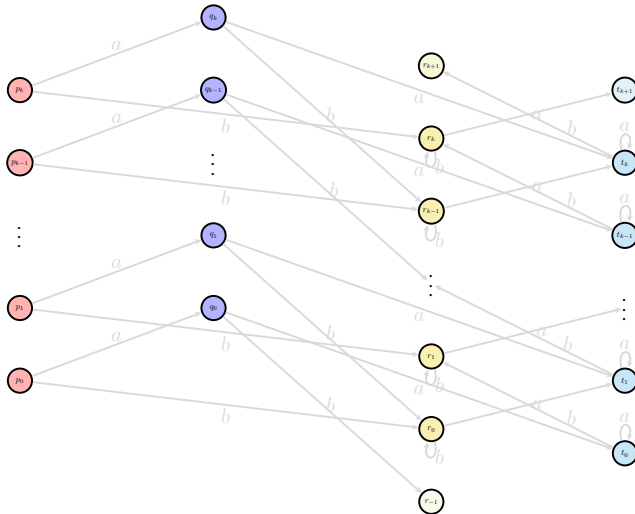 q_k
r_{k+1}
p_k
q_{k-1}
t_{k+1}
r_k
p_{k-1}
⋮
t_k
r_{k-1}
⋮
q_1
t_{k-1}
⋮
p_1
q_0
⋮
r_1
p_0
t_1
r_0
t_0
r_{-1}
a
a
a
a
b
b
b
b
b
b
b
b
a
a
a
a
a
a
a
a
b
b
b
b
b
b
b
b
a
a
a
a